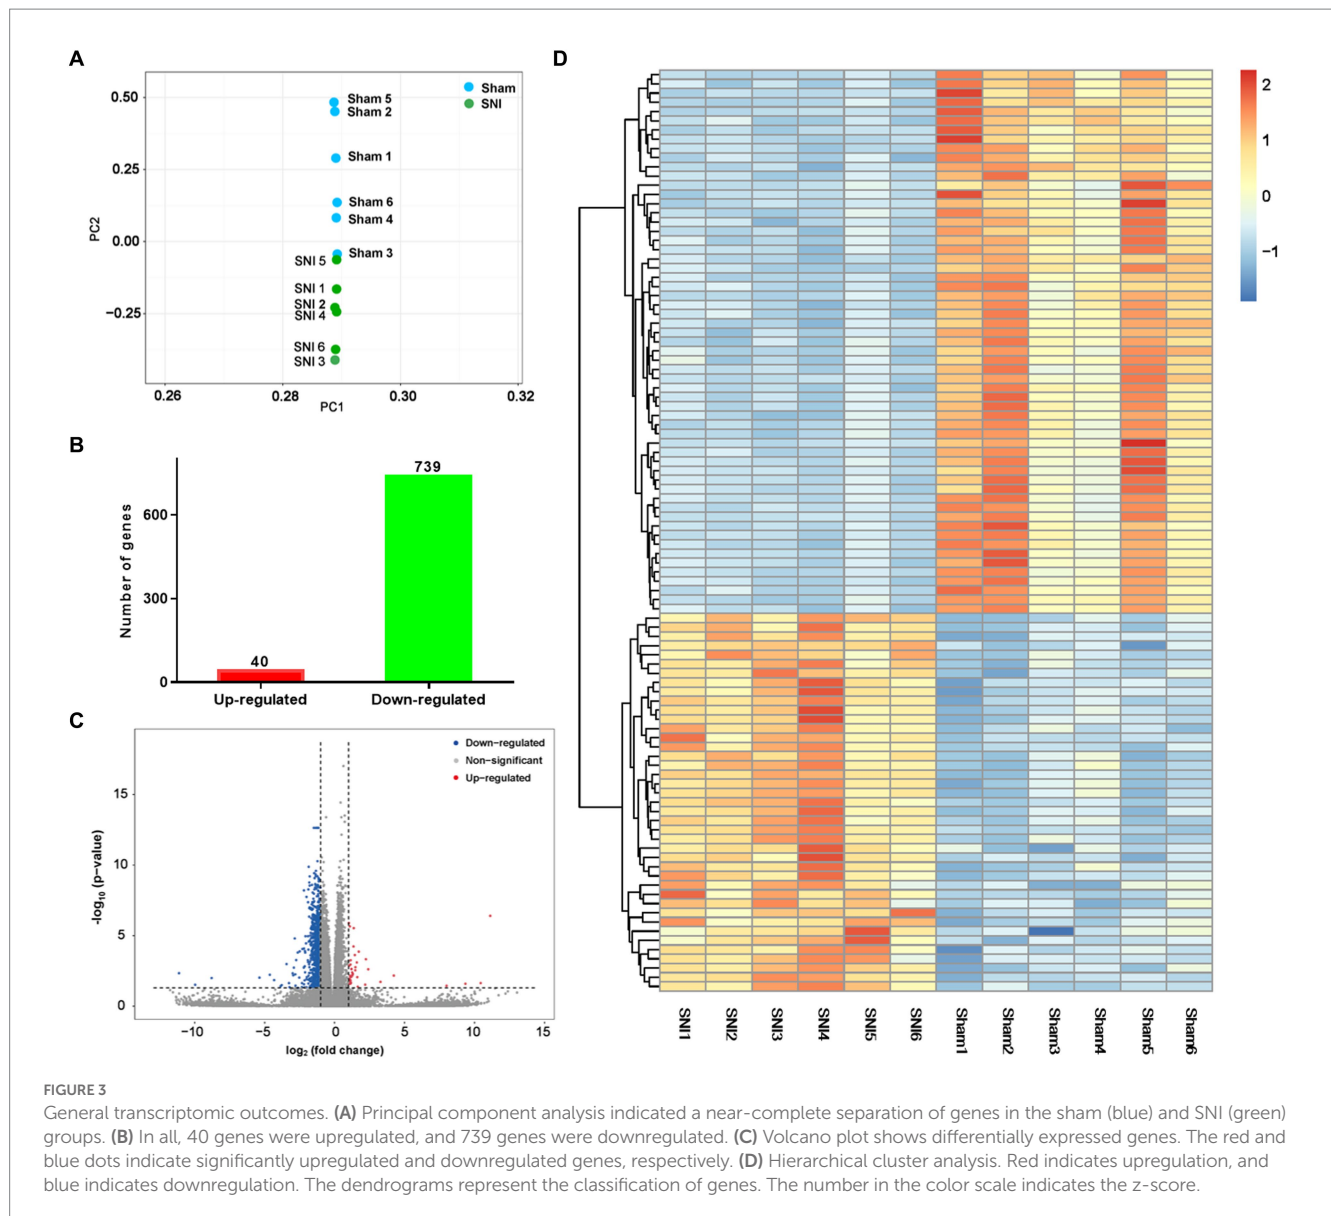 A
Sham
SNI
0.50
0.25
0.00
−0.25
PC2
Sham 5
Sham 2
Sham 1
Sham 6
Sham 4
Sham 3
SNI 5
SNI 1
SNI 2
SNI 4
SNI 6
SNI 3
0.26 0.28 0.30 0.32
PC1
B
Number of genes
600
300
0
40
739
Up-regulated Down-regulated
C
Down−regulated
Non−significant
Up−regulated
-log10 (p−value)
15
10
5
0
−10 −5 0 5 10 15
log2 (fold change)
D
2
1
0
−1
SNI1 SNI2 SNI3 SNI4 SNI5 SNI6 Sham1 Sham2 Sham3 Sham4 Sham5 Sham6
FIGURE 3
General transcriptomic outcomes. (A) Principal component analysis indicated a near-complete separation of genes in the sham (blue) and SNI (green)
groups. (B) In all, 40 genes were upregulated, and 739 genes were downregulated. (C) Volcano plot shows differentially expressed genes. The red and
blue dots indicate significantly upregulated and downregulated genes, respectively. (D) Hierarchical cluster analysis. Red indicates upregulation, and
blue indicates downregulation. The dendrograms represent the classification of genes. The number in the color scale indicates the z-score.